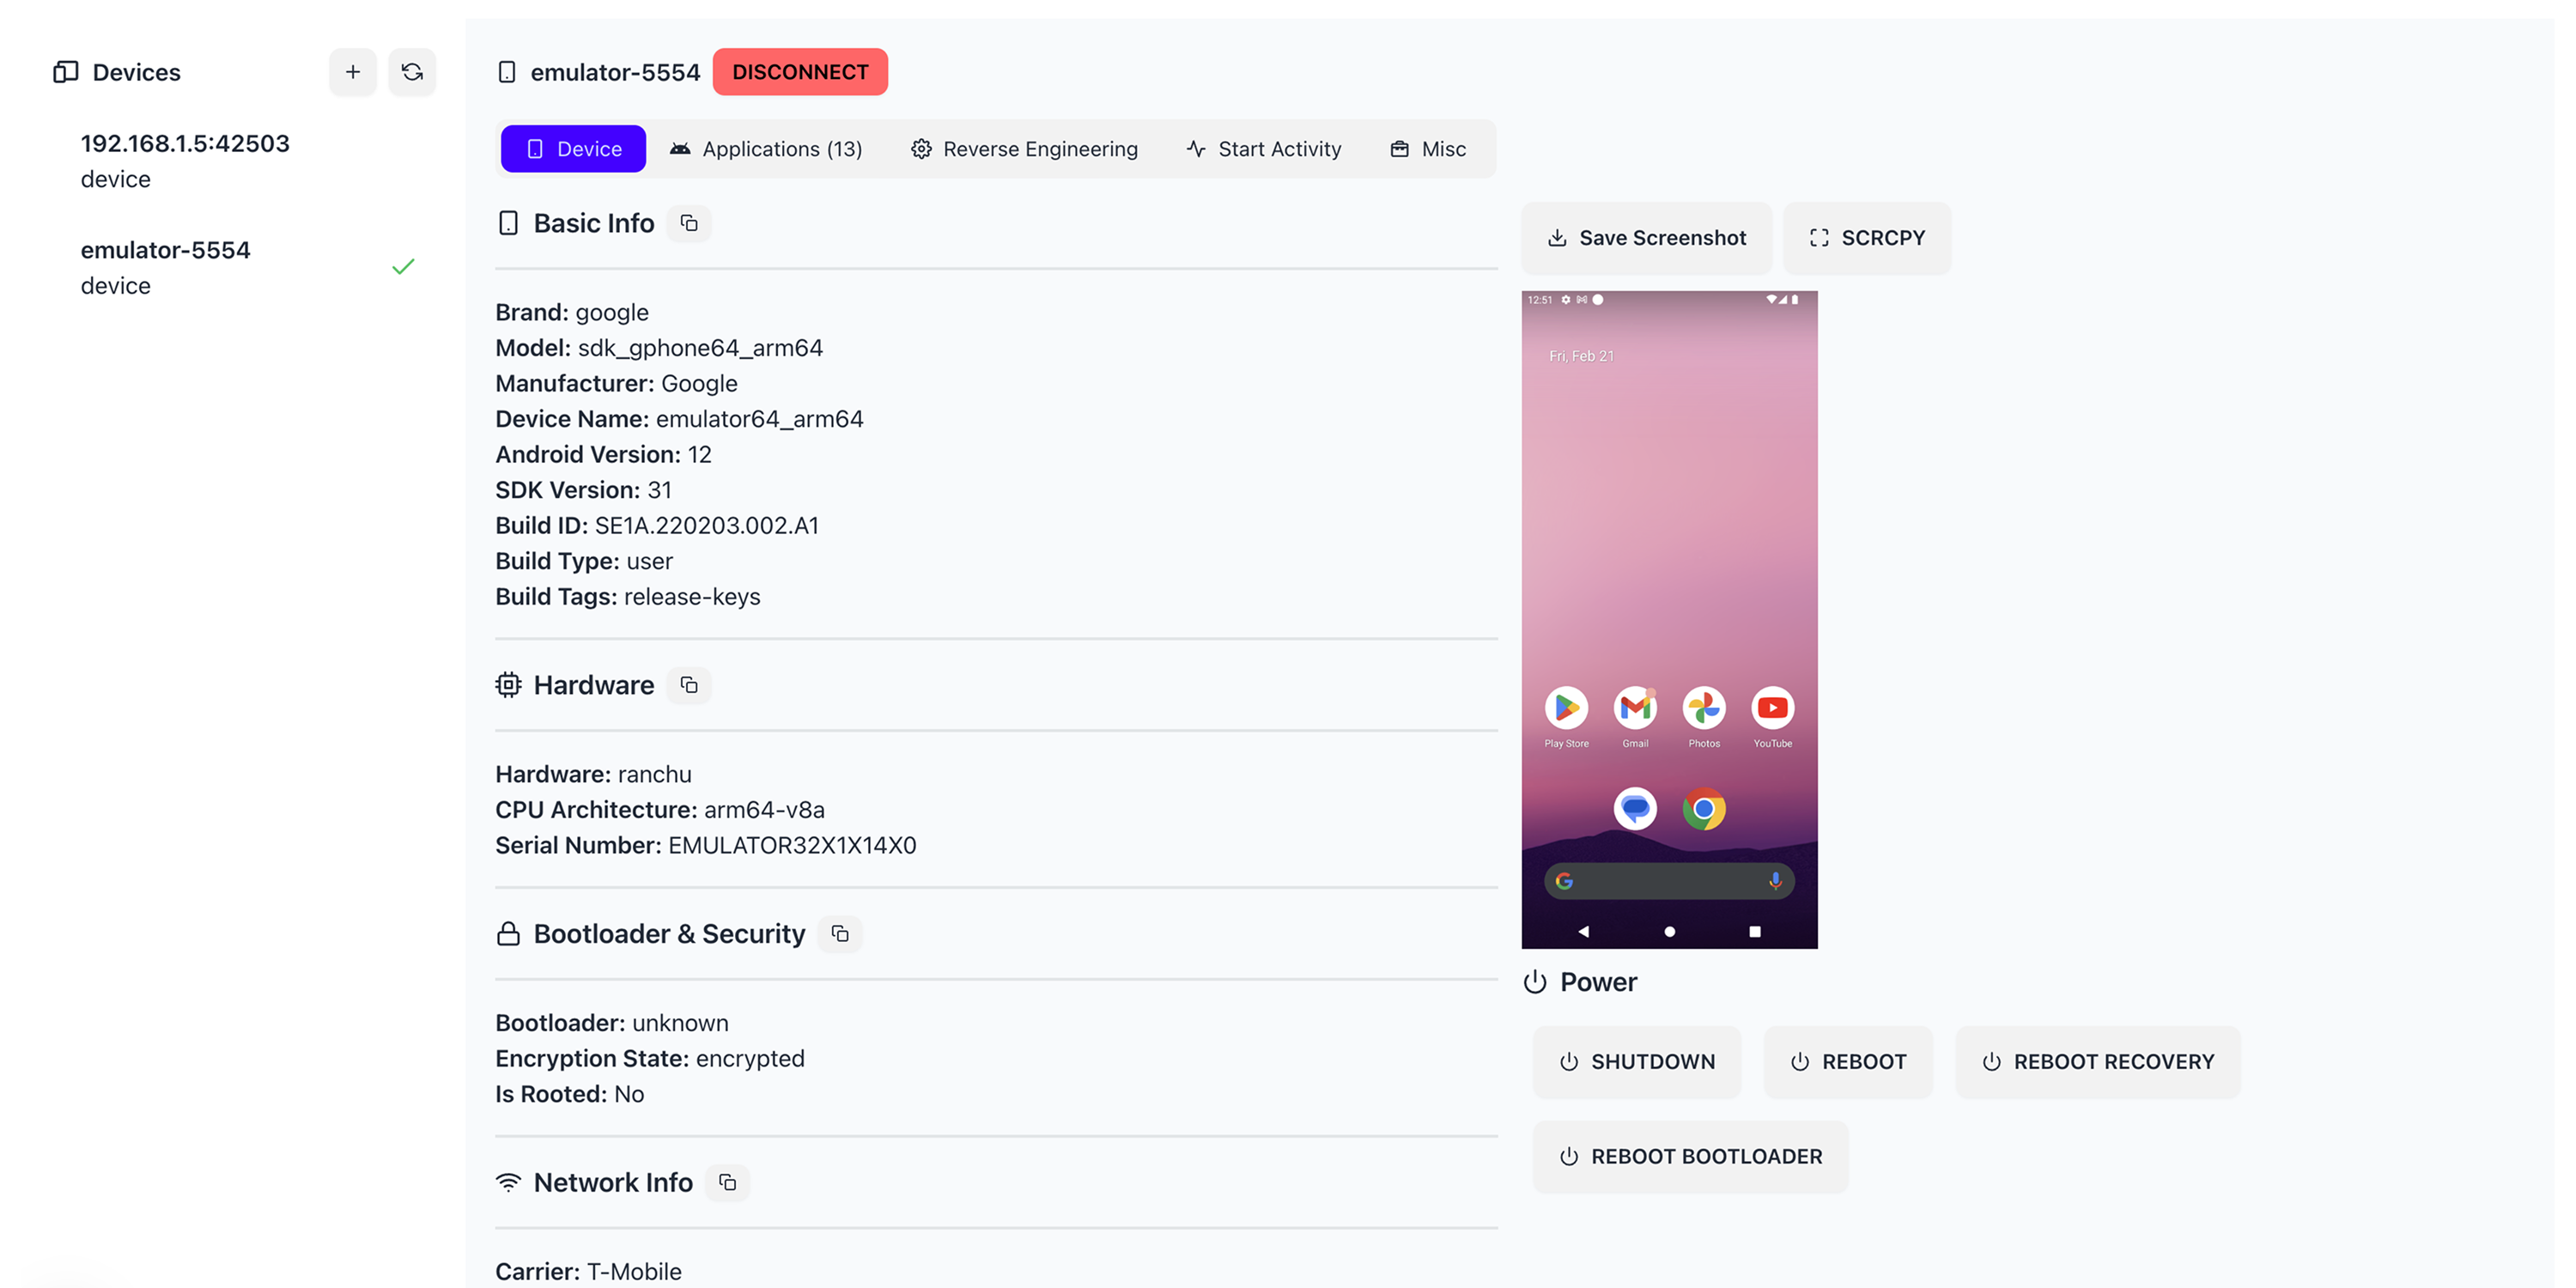 Devices
192.168.1.5:42503
device
emulator-5554
device
emulator-5554 DISCONNECT
Device Applications (13) Reverse Engineering Start Activity Misc
Basic Info
Brand: google
Model: sdk_gphone64_arm64
Manufacturer: Google
Device Name: emulator64_arm64
Android Version: 12
SDK Version: 31
Build ID: SE1A.220203.002.A1
Build Type: user
Build Tags: release-keys
Hardware
Hardware: ranchu
CPU Architecture: arm64-v8a
Serial Number: EMULATOR32X1X14X0
Bootloader & Security
Bootloader: unknown
Encryption State: encrypted
Is Rooted: No
Network Info
Carrier: T-Mobile
Save Screenshot SCRCPY
12:51
Fri, Feb 21
Play Store Gmail Photos YouTube
Power
SHUTDOWN REBOOT REBOOT RECOVERY
REBOOT BOOTLOADER